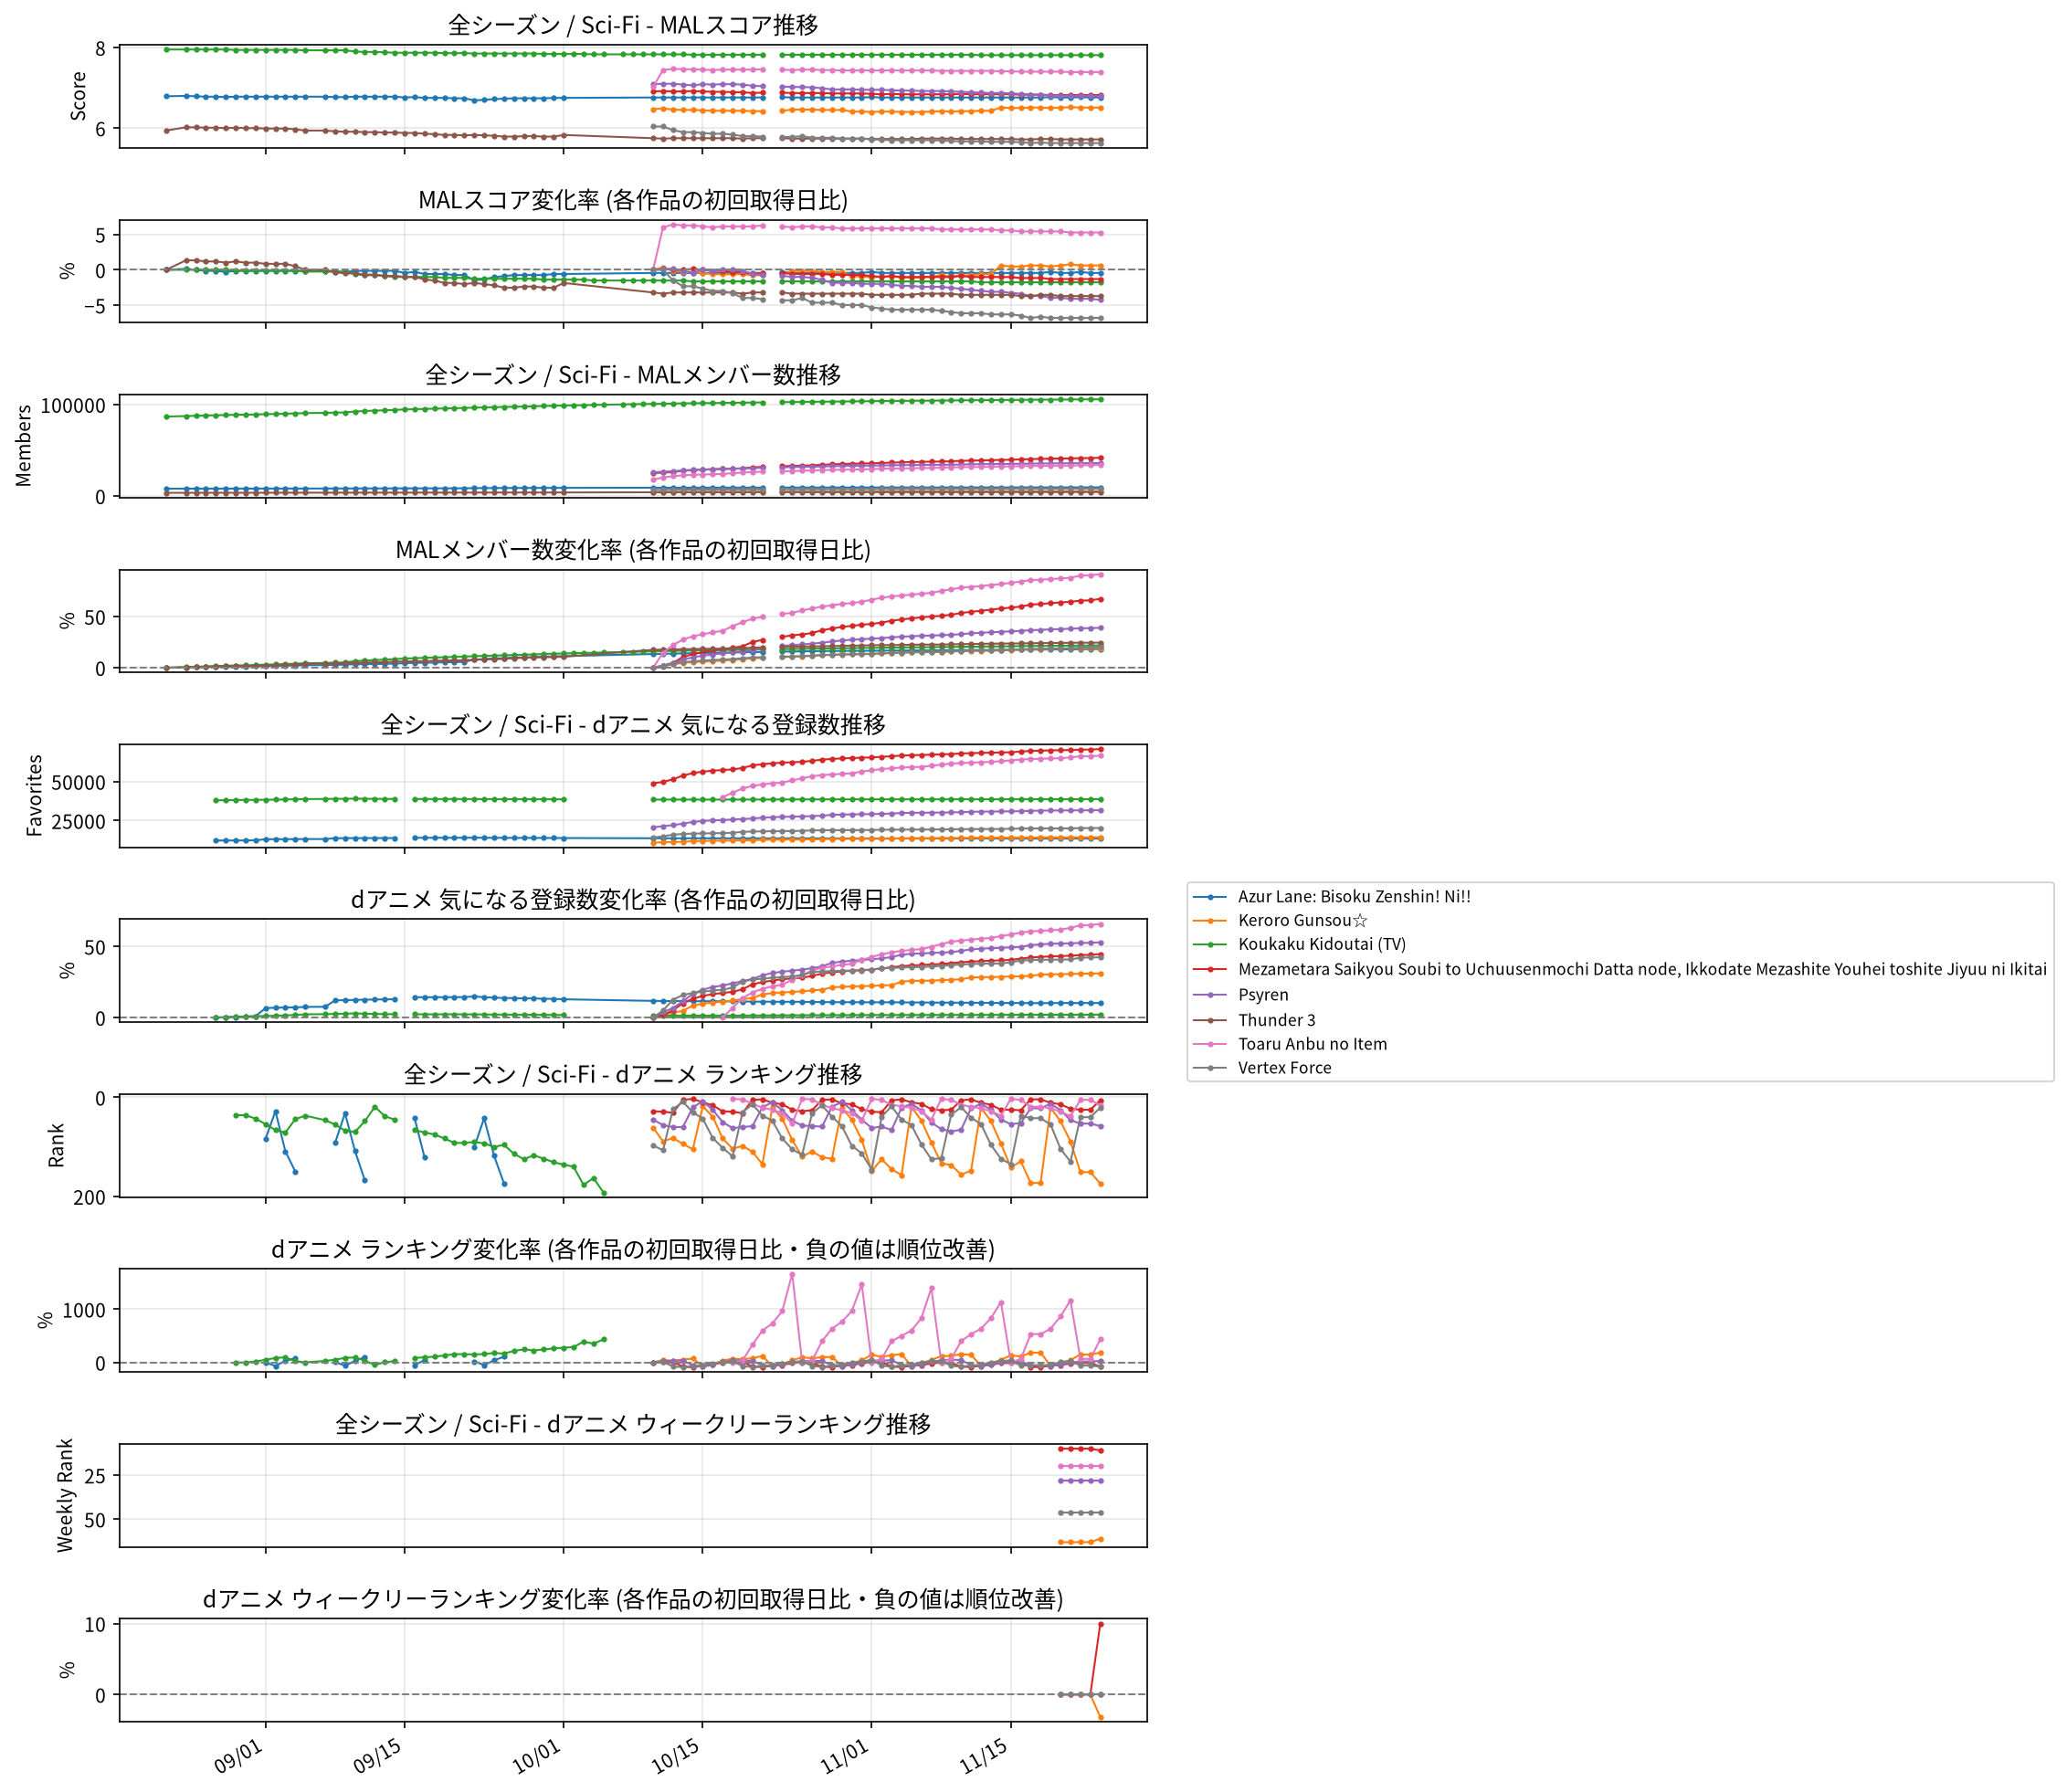 全シーズン / Sci-Fi - MALスコア推移
8
6
Score
MALスコア変化率 (各作品の初回取得日比)
5
0
−5
%
全シーズン / Sci-Fi - MALメンバー数推移
100000
0
Members
MALメンバー数変化率 (各作品の初回取得日比)
50
0
%
全シーズン / Sci-Fi - dアニメ 気になる登録数推移
50000
25000
Favorites
dアニメ 気になる登録数変化率 (各作品の初回取得日比)
50
0
%
Azur Lane: Bisoku Zenshin! Ni!!
Keroro Gunsou☆
Koukaku Kidoutai (TV)
Mezametara Saikyou Soubi to Uchuusenmochi Datta node, Ikkodate Mezashite Youhei toshite Jiyuu ni Ikitai
Psyren
Thunder 3
Toaru Anbu no Item
Vertex Force
全シーズン / Sci-Fi - dアニメ ランキング推移
0
200
Rank
dアニメ ランキング変化率 (各作品の初回取得日比・負の値は順位改善)
1000
0
%
全シーズン / Sci-Fi - dアニメ ウィークリーランキング推移
25
50
Weekly Rank
dアニメ ウィークリーランキング変化率 (各作品の初回取得日比・負の値は順位改善)
10
0
%
09/01
09/15
10/01
10/15
11/01
11/15